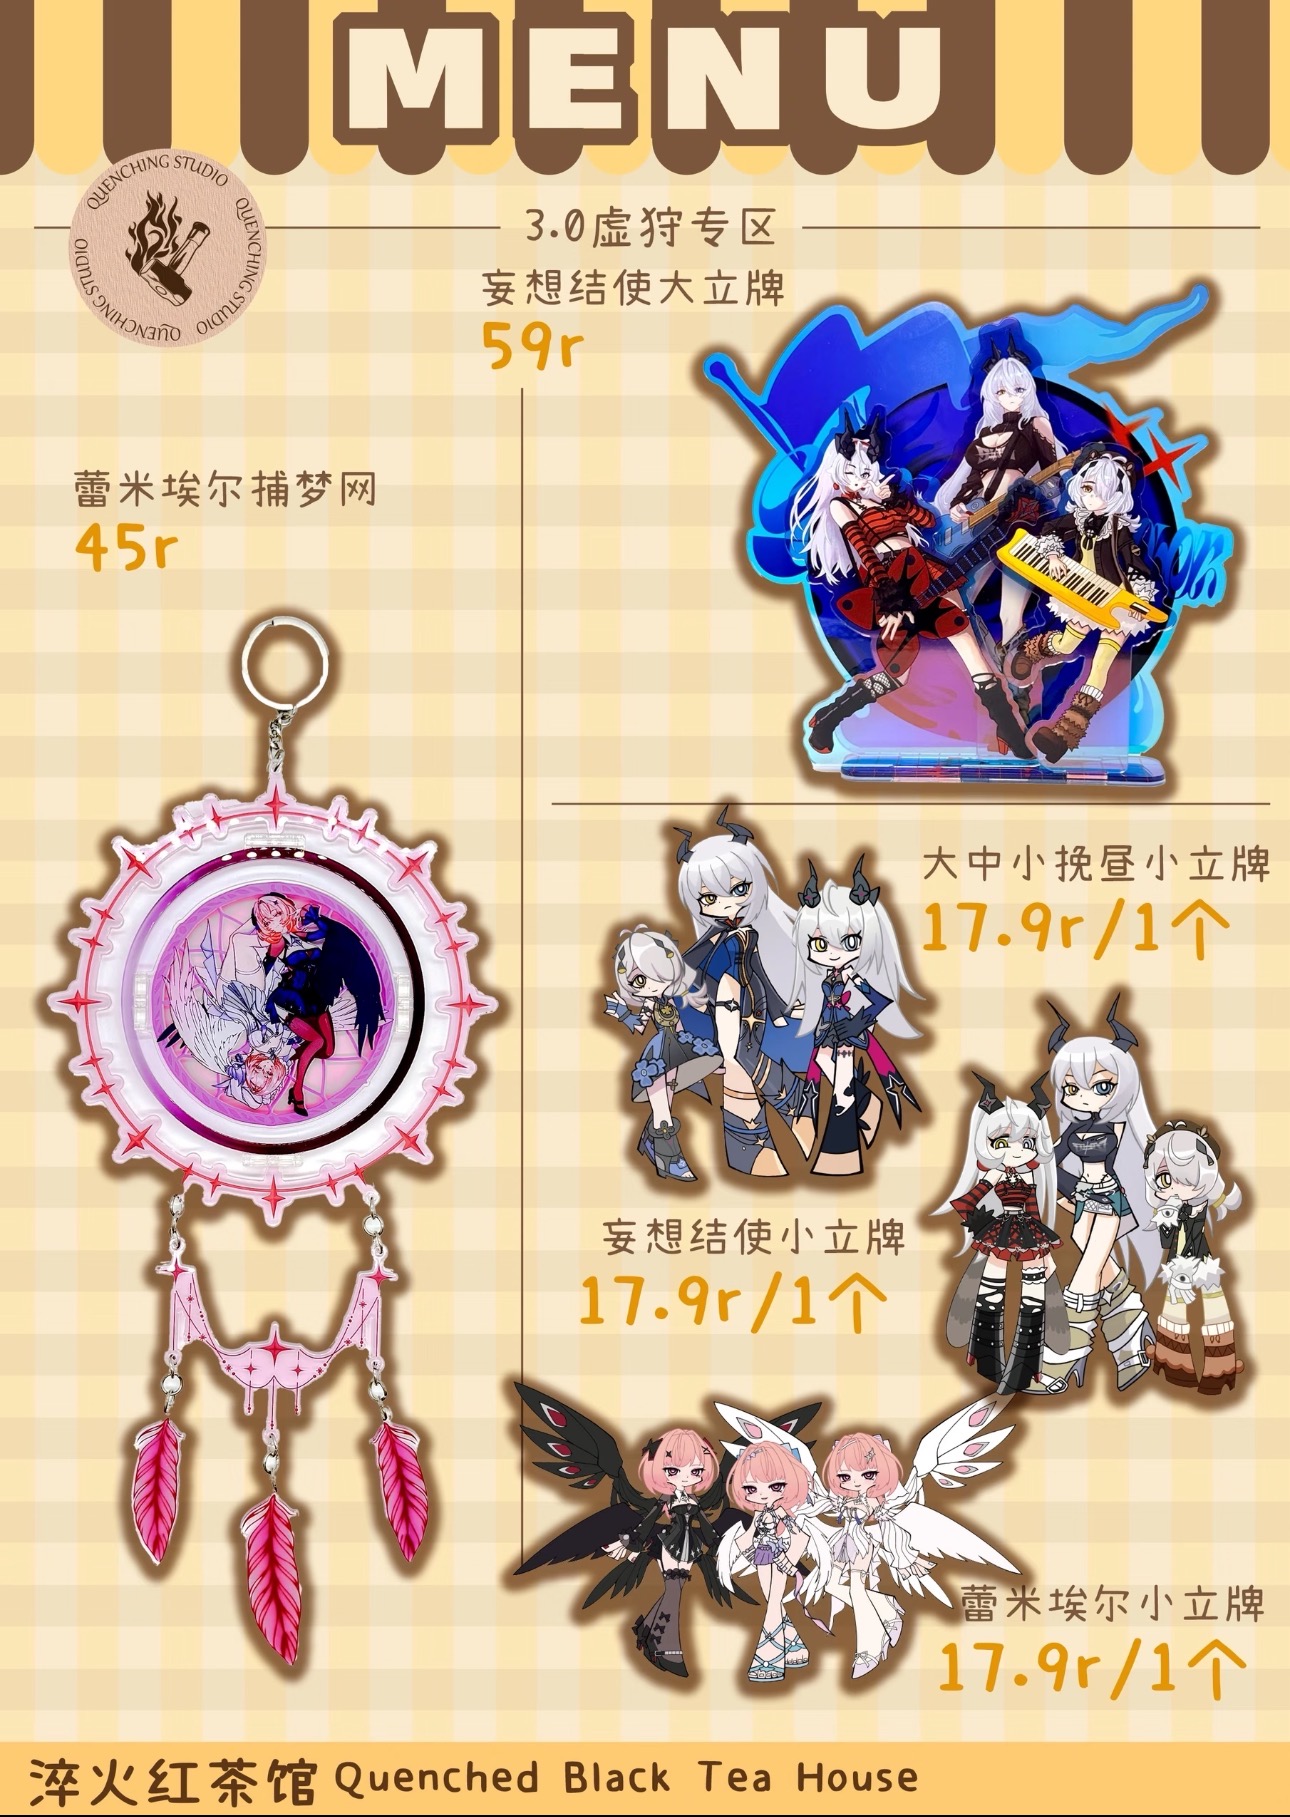 MENU
QUENCHING STUDIO QUENCHING STUDIO QUENCHING STUDIO
3.0虚狩专区
妄想结使大立牌
59r
蕾米埃尔捕梦网
45r
大中小挽昼小立牌
17.9r/1个
妄想结使小立牌
17.9r/1个
蕾米埃尔小立牌
17.9r/1个
淬火红茶馆 Quenched Black Tea House